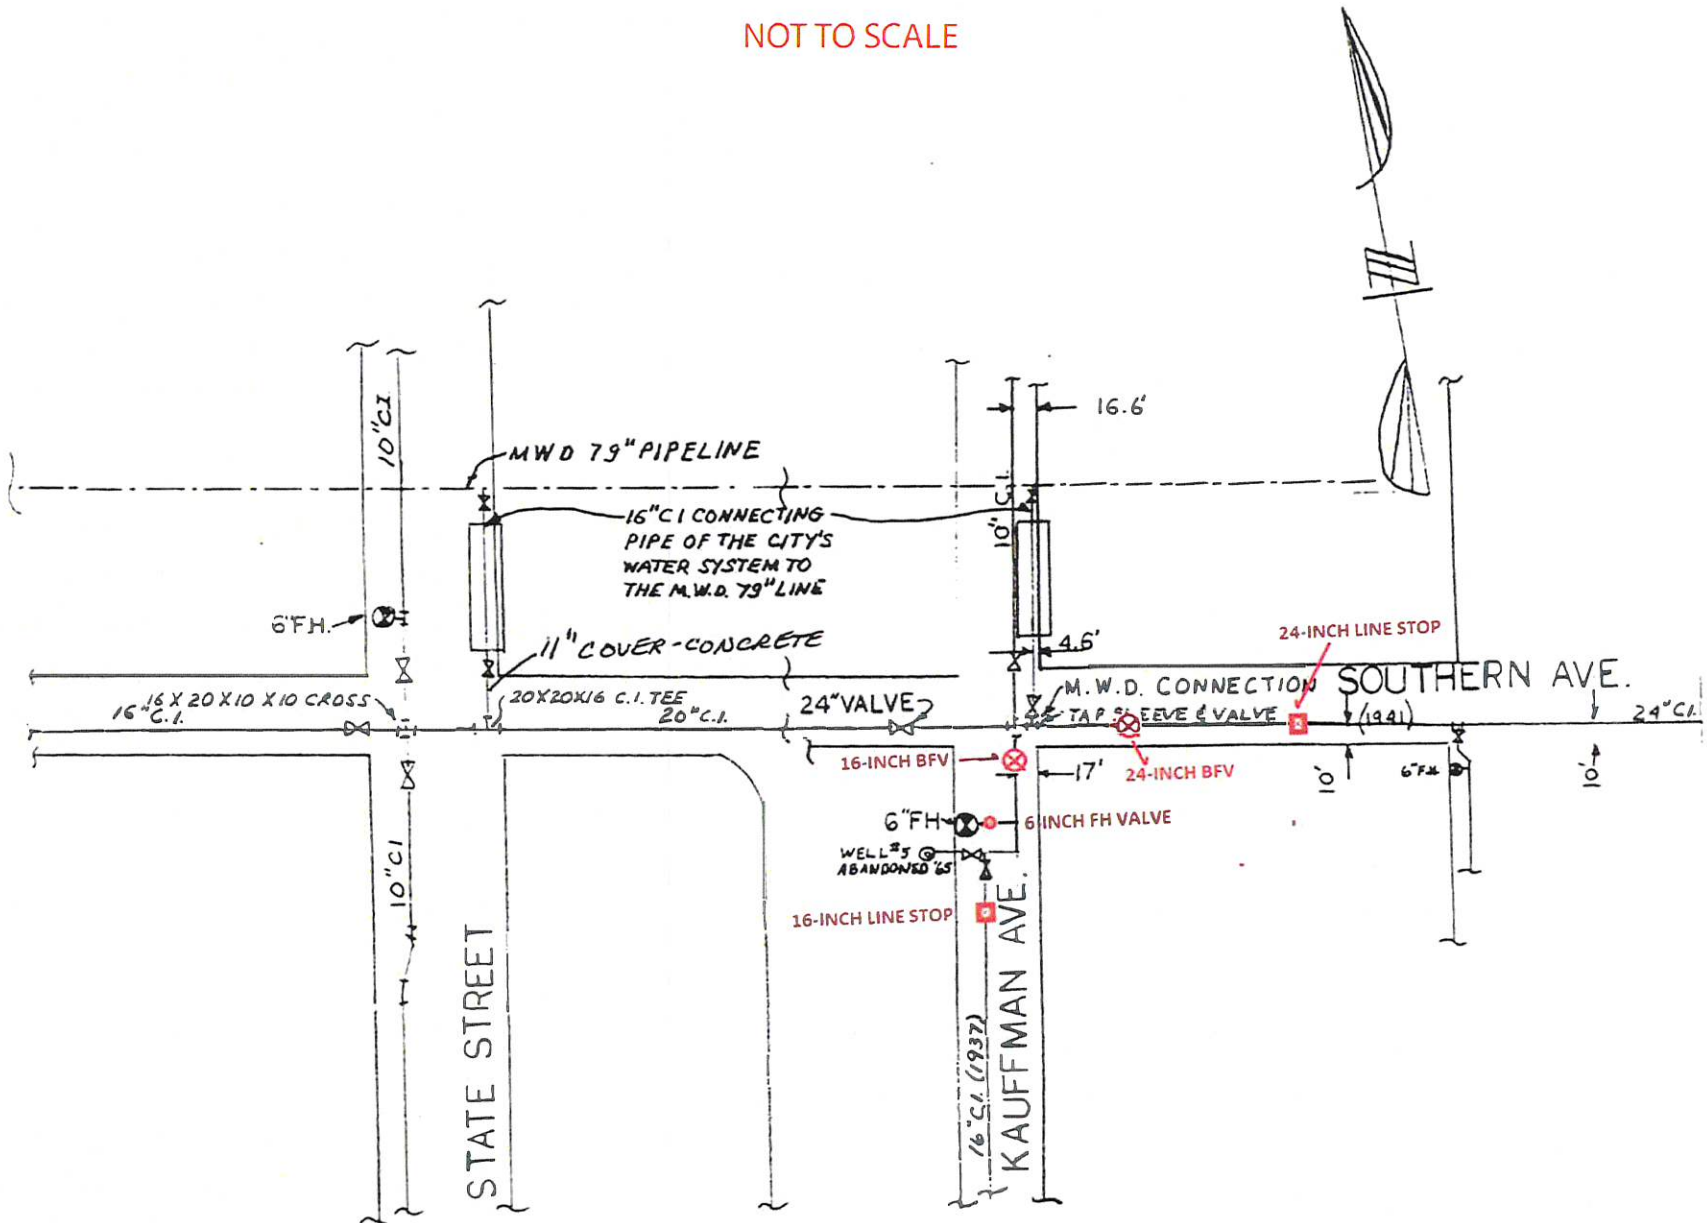 NOT TO SCALE
N
16.6'
10"CI
MWD 79" PIPELINE
16"CI CONNECTING
PIPE OF THE CITY'S
WATER SYSTEM TO
THE M.W.D. 79" LINE
10" C.I.
6"F.H.
11" COVER-CONCRETE
4.6'
24-INCH LINE STOP
SOUTHERN AVE.
16 X 20 X 10 X 10 CROSS
16" C.I.
20X20X16 C.I. TEE
20" C.I.
24" VALVE
M.W.D. CONNECTION
TAP SLEEVE & VALVE
(1941)
24" C.I.
16-INCH BFV
17'
24-INCH BFV
10'
6"F.H.
10'
6"FH
6-INCH FH VALVE
WELL #5
ABANDONED '65
10"CI
16-INCH LINE STOP
STATE STREET
16" C.I. (1937)
KAUFFMAN AVE.